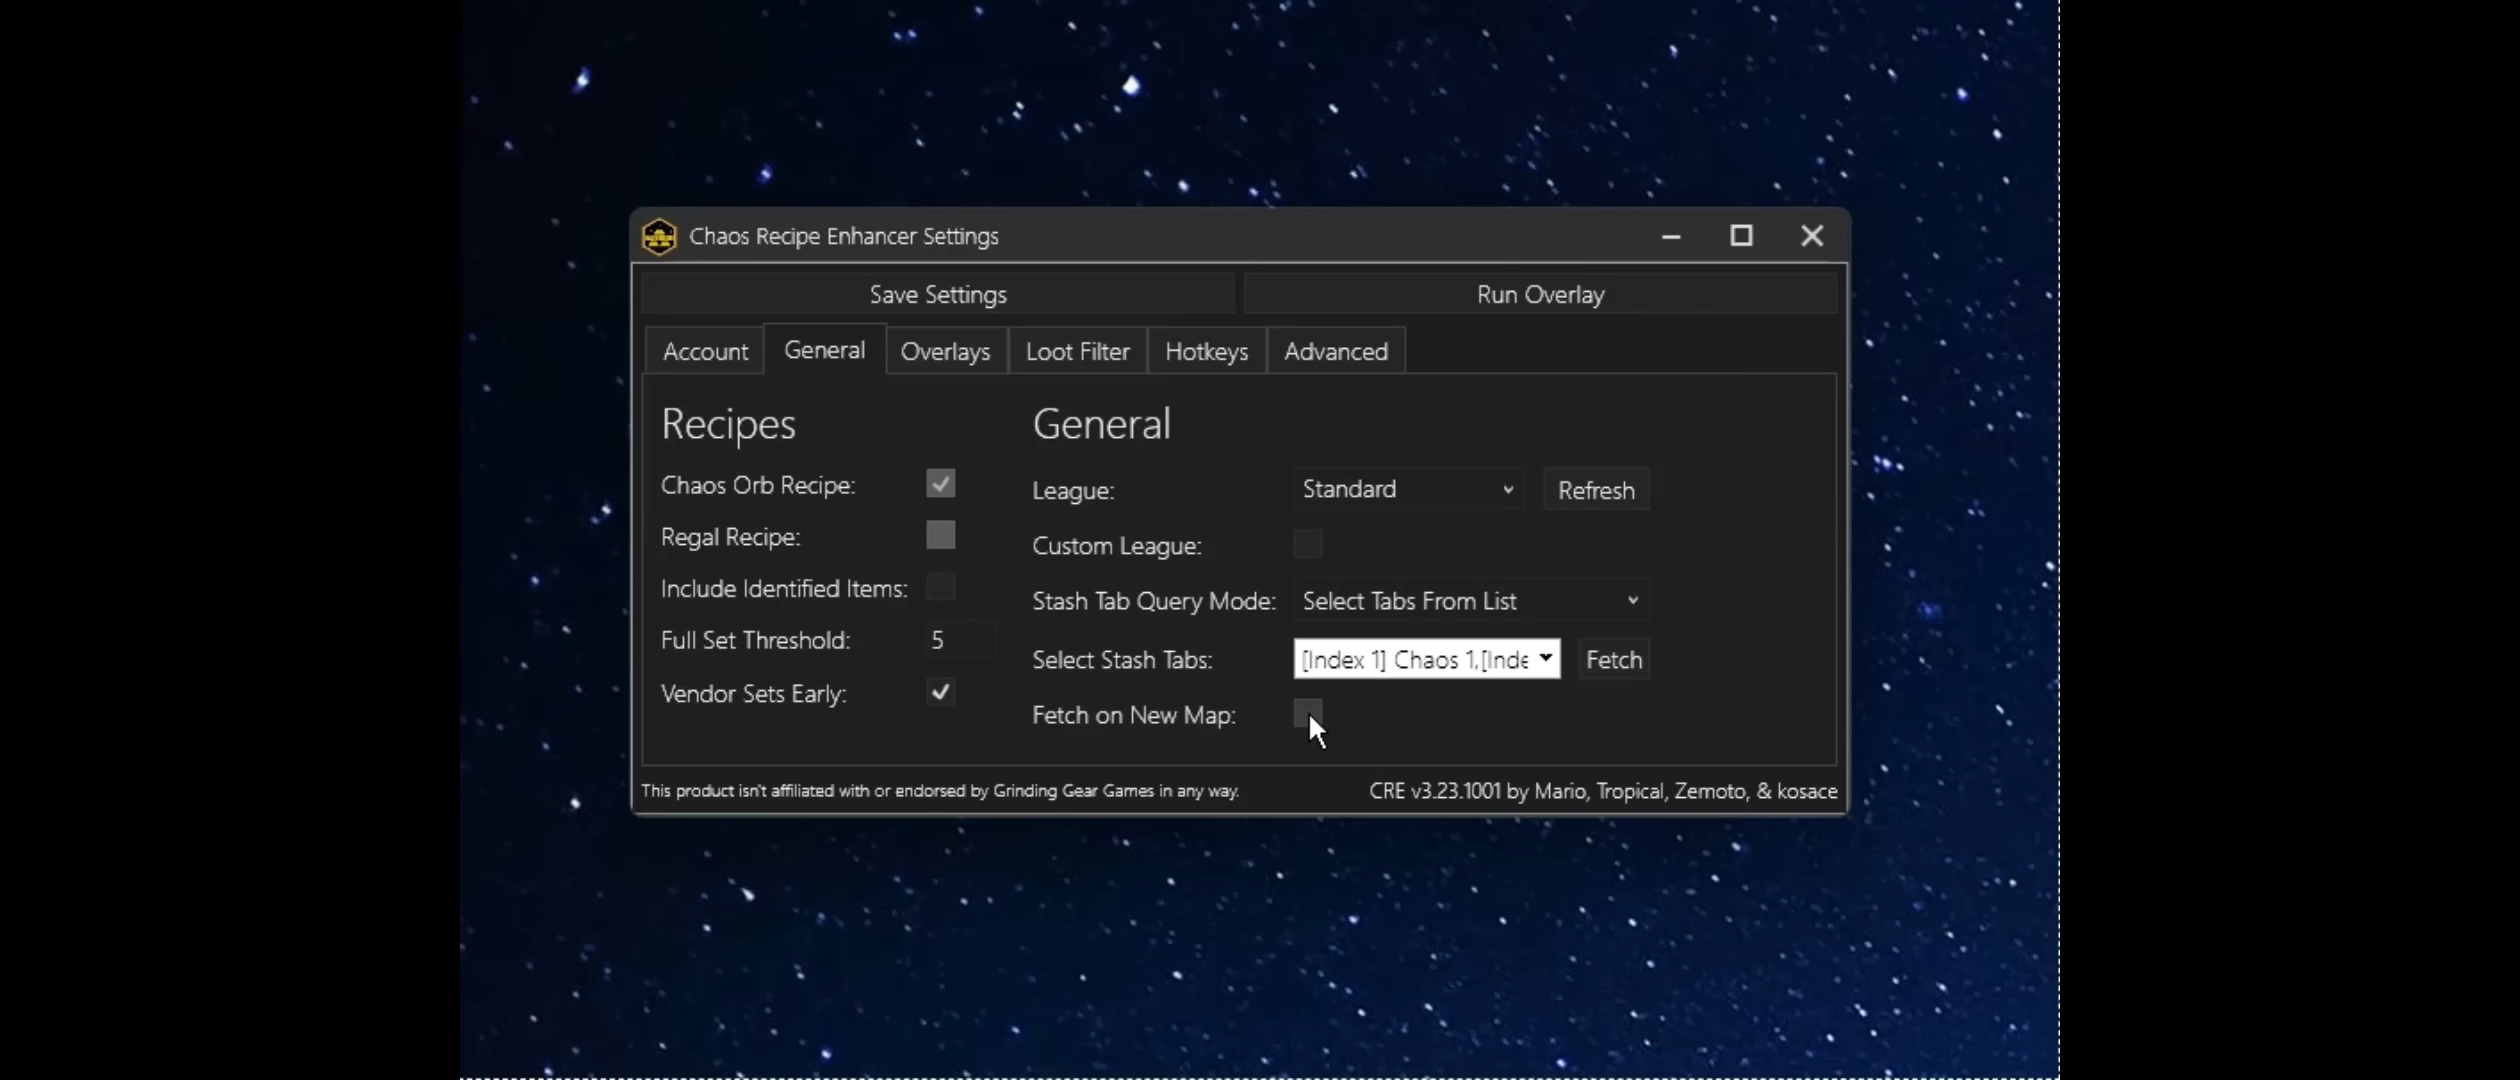 Chaos Recipe Enhancer Settings
Save Settings
Run Overlay
Account
General
Overlays
Loot Filter
Hotkeys
Advanced
Recipes
Chaos Orb Recipe:
Regal Recipe:
Include Identified Items:
Full Set Threshold: 5
Vendor Sets Early:
General
League: Standard Refresh
Custom League:
Stash Tab Query Mode: Select Tabs From List
Select Stash Tabs: [Index 1] Chaos 1,[Inde Fetch
Fetch on New Map:
This product isn't affiliated with or endorsed by Grinding Gear Games in any way.
CRE v3.23.1001 by Mario, Tropical, Zemoto, & kosace